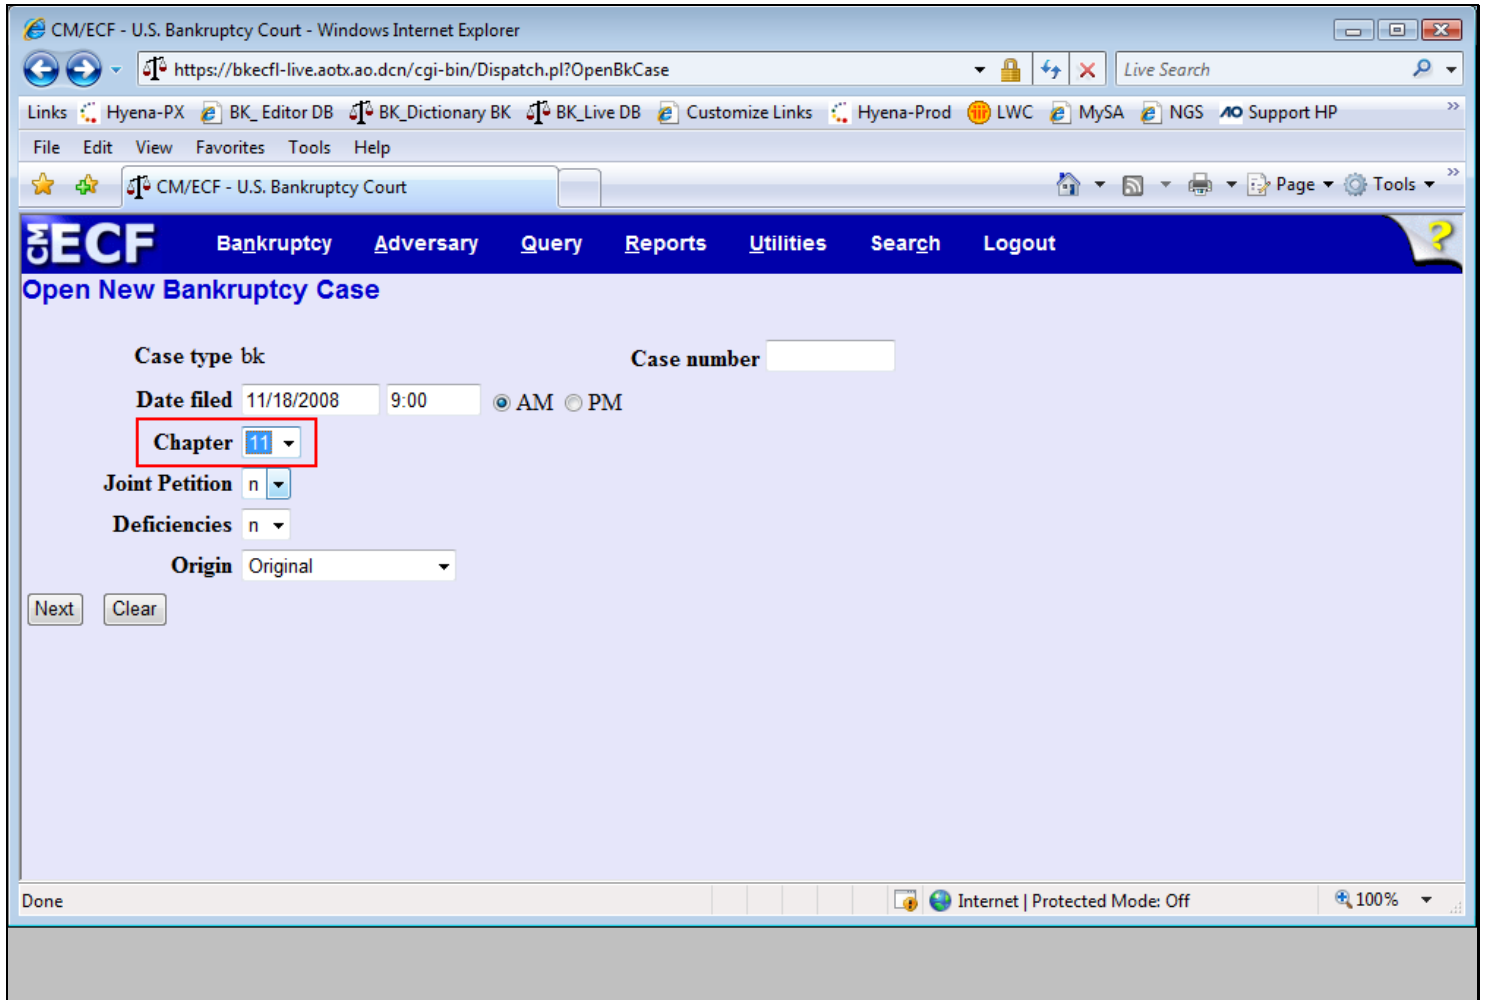 CM/ECF - U.S. Bankruptcy Court - Windows Internet Explorer
https://bkecfl-live.aotx.ao.dcn/cgi-bin/Dispatch.pl?OpenBkCase Live Search
Links Hyena-PX BK_ Editor DB BK_Dictionary BK BK_Live DB Customize Links Hyena-Prod LWC MySA NGS AO Support HP »
File Edit View Favorites Tools Help
CM/ECF - U.S. Bankruptcy Court Page Tools »
CM ECF Bankruptcy Adversary Query Reports Utilities Search Logout ?
Open New Bankruptcy Case
Case type bk Case number
Date filed 11/18/2008 9:00 AM PM
Chapter 11
Joint Petition n
Deficiencies n
Origin Original
Next Clear
Done Internet | Protected Mode: Off 100%